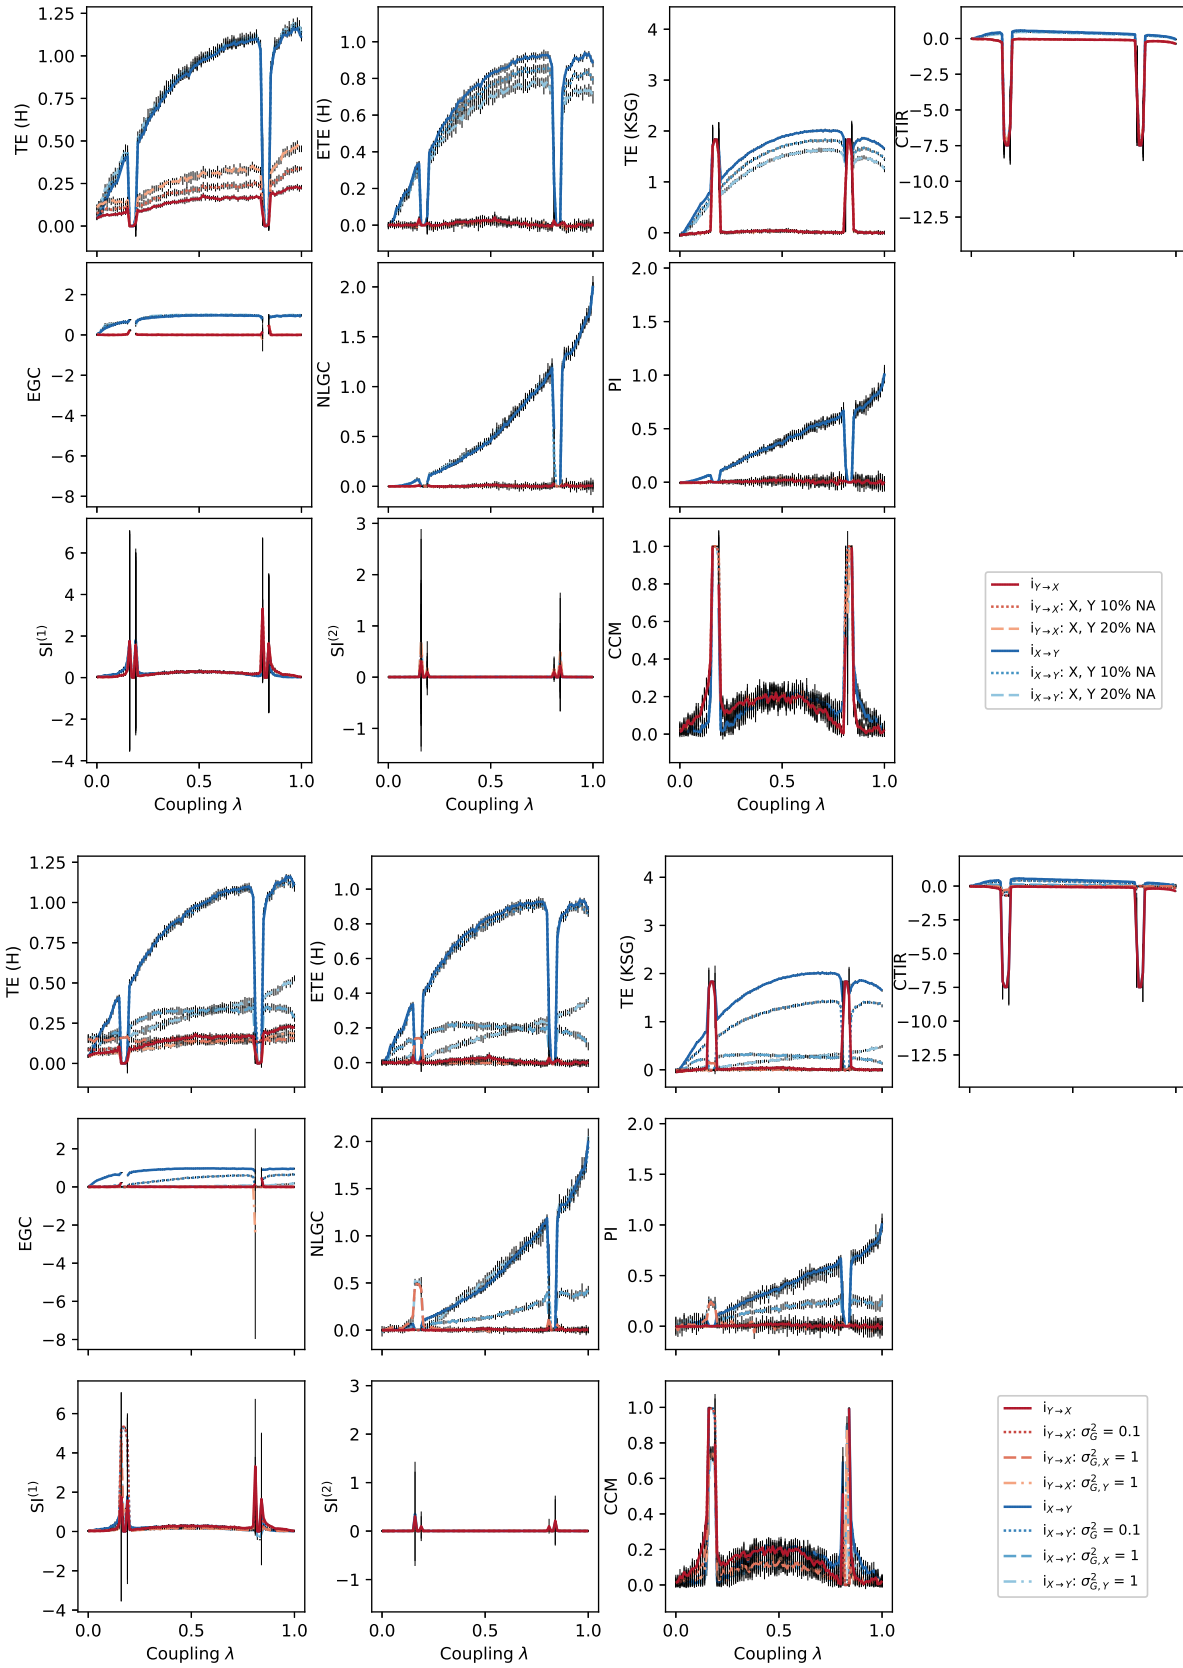 TE (H)
1.25
1.00
0.75
0.50
0.25
0.00
ETE (H)
1.0
0.8
0.6
0.4
0.2
0.0
TE (KSG)
4
3
2
1
0
CTIR
0.0
−2.5
−5.0
−7.5
−10.0
−12.5
EGC
2
0
−2
−4
−6
−8
NLGC
2.0
1.5
1.0
0.5
0.0
PI
2.0
1.5
1.0
0.5
0.0
SI(1)
6
4
2
0
−2
−4
0.0 0.5 1.0
Coupling λ
SI(2)
3
2
1
0
−1
0.0 0.5 1.0
Coupling λ
CCM
1.0
0.8
0.6
0.4
0.2
0.0
0.0 0.5 1.0
Coupling λ
iY→X
iY→X: X, Y 10% NA
iY→X: X, Y 20% NA
iX→Y
iX→Y: X, Y 10% NA
iX→Y: X, Y 20% NA
TE (H)
1.25
1.00
0.75
0.50
0.25
0.00
ETE (H)
1.0
0.8
0.6
0.4
0.2
0.0
TE (KSG)
4
3
2
1
0
CTIR
0.0
−2.5
−5.0
−7.5
−10.0
−12.5
EGC
2
0
−2
−4
−6
−8
NLGC
2.0
1.5
1.0
0.5
0.0
PI
2.0
1.5
1.0
0.5
0.0
SI(1)
6
4
2
0
−2
−4
0.0 0.5 1.0
Coupling λ
SI(2)
3
2
1
0
−1
0.0 0.5 1.0
Coupling λ
CCM
1.0
0.8
0.6
0.4
0.2
0.0
0.0 0.5 1.0
Coupling λ
iY→X
iY→X: σ²G = 0.1
iY→X: σ²G,X = 1
iY→X: σ²G,Y = 1
iX→Y
iX→Y: σ²G = 0.1
iX→Y: σ²G,X = 1
iX→Y: σ²G,Y = 1